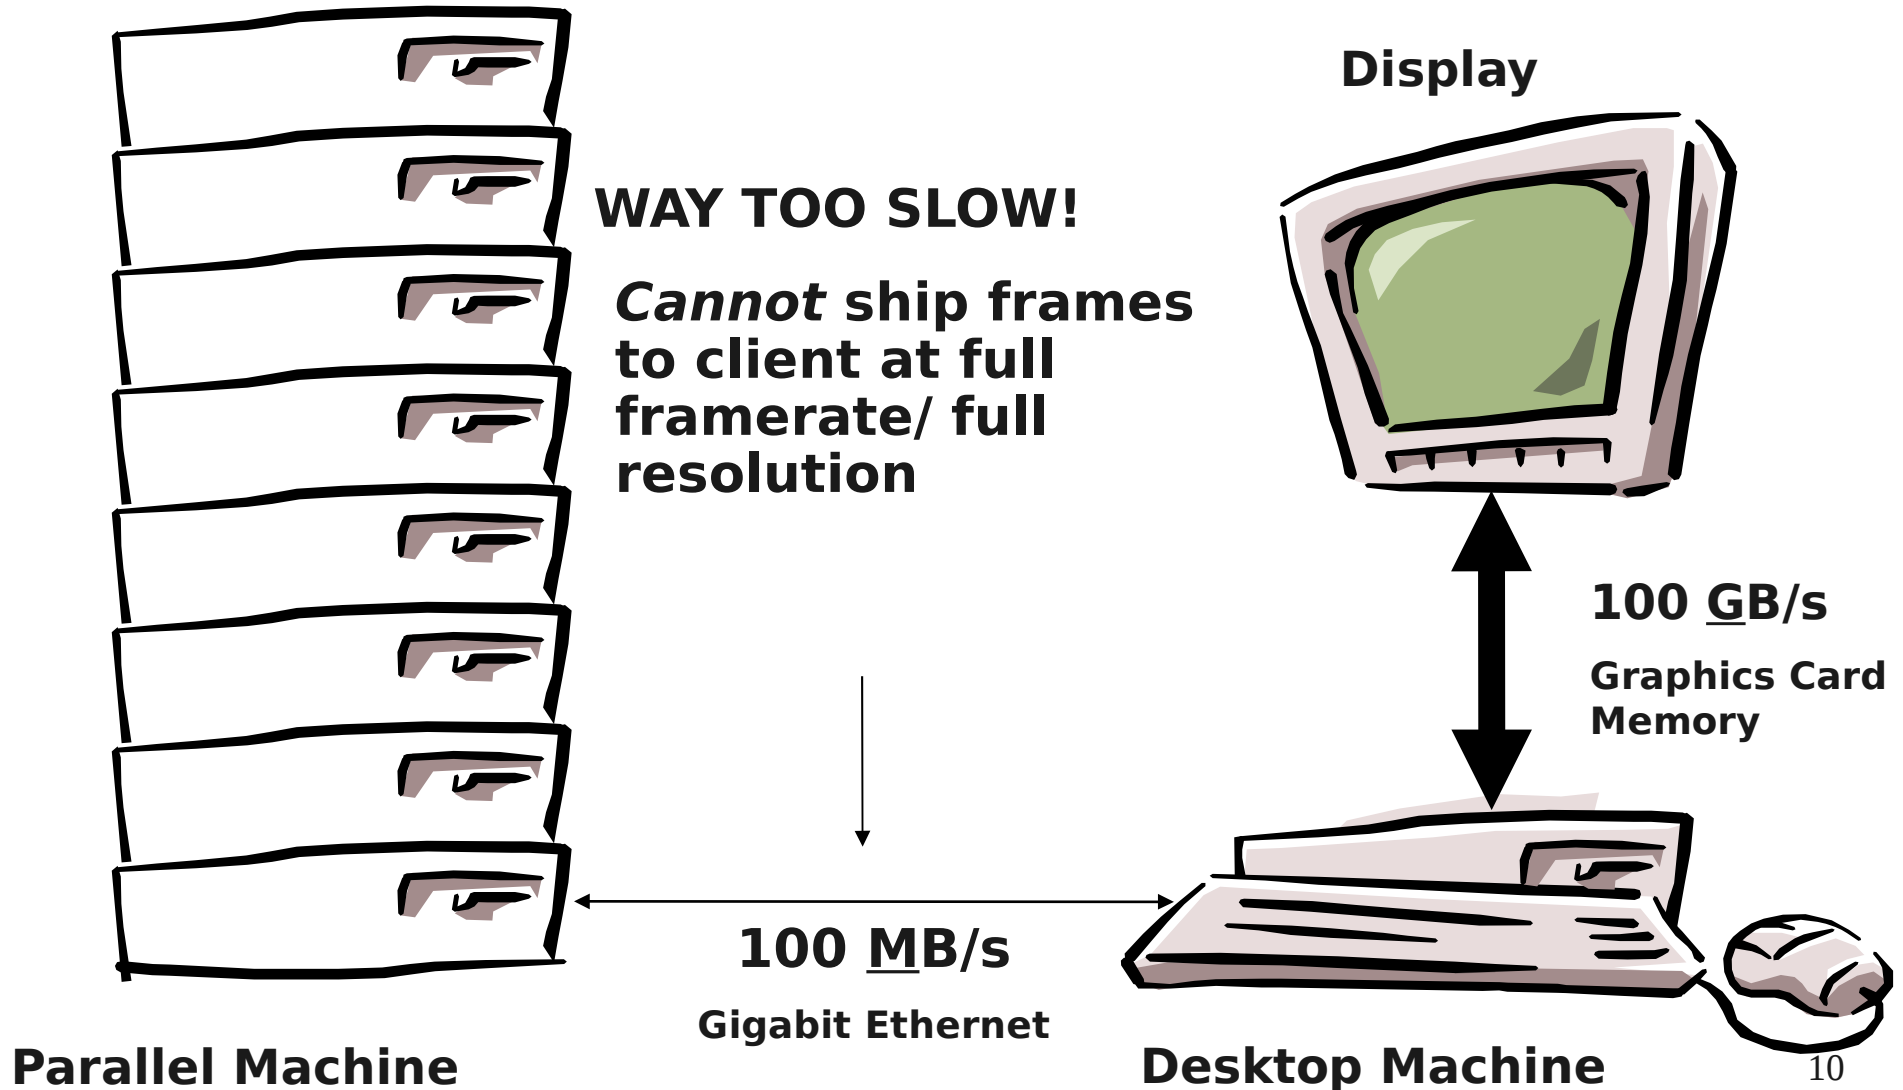 Display
WAY TOO SLOW!
Cannot ship frames
to client at full
framerate/ full
resolution
100 GB/s
Graphics Card
Memory
100 MB/s
Gigabit Ethernet
Parallel Machine
Desktop Machine
10